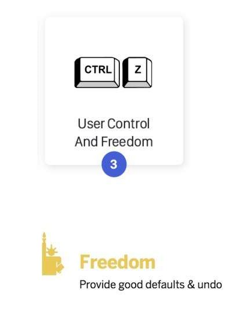 CTRL Z
User Control
And Freedom
3
Freedom
Provide good defaults & undo